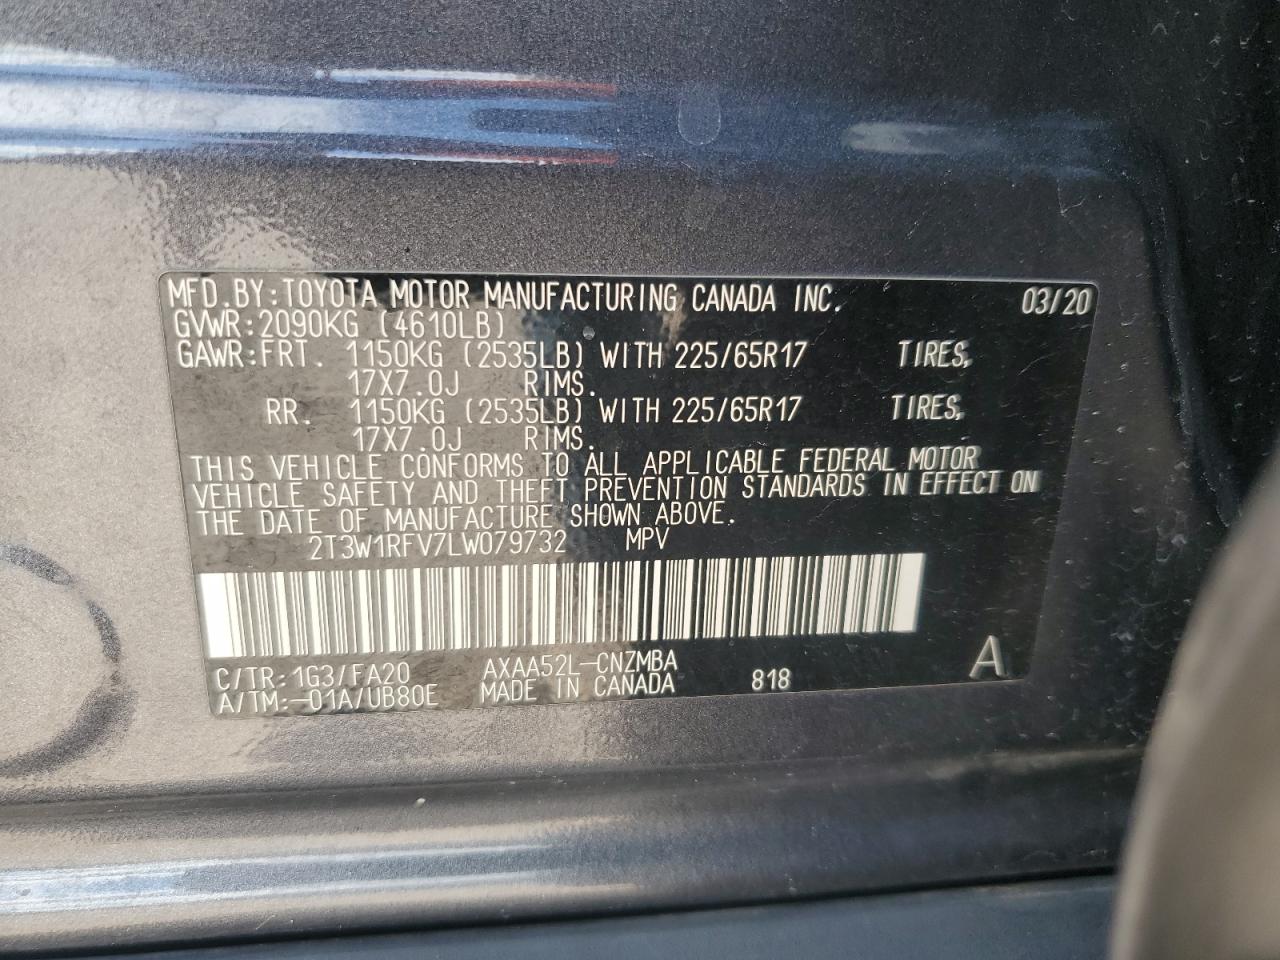 MFD.BY:TOYOTA MOTOR MANUFACTURING CANADA INC. 03/20
GVWR:2090KG (4610LB)
GAWR:FRT. 1150KG (2535LB) WITH 225/65R17 TIRES,
17X7.0J RIMS.
RR. 1150KG (2535LB) WITH 225/65R17 TIRES,
17X7.0J RIMS.
THIS VEHICLE CONFORMS TO ALL APPLICABLE FEDERAL MOTOR
VEHICLE SAFETY AND THEFT PREVENTION STANDARDS IN EFFECT ON
THE DATE OF MANUFACTURE SHOWN ABOVE.
2T3W1RFV7LW079732 MPV
C/TR:1G3/FA20 AXAA52L-CNZMBA
A/TM:-01A/UB80E MADE IN CANADA 818 A